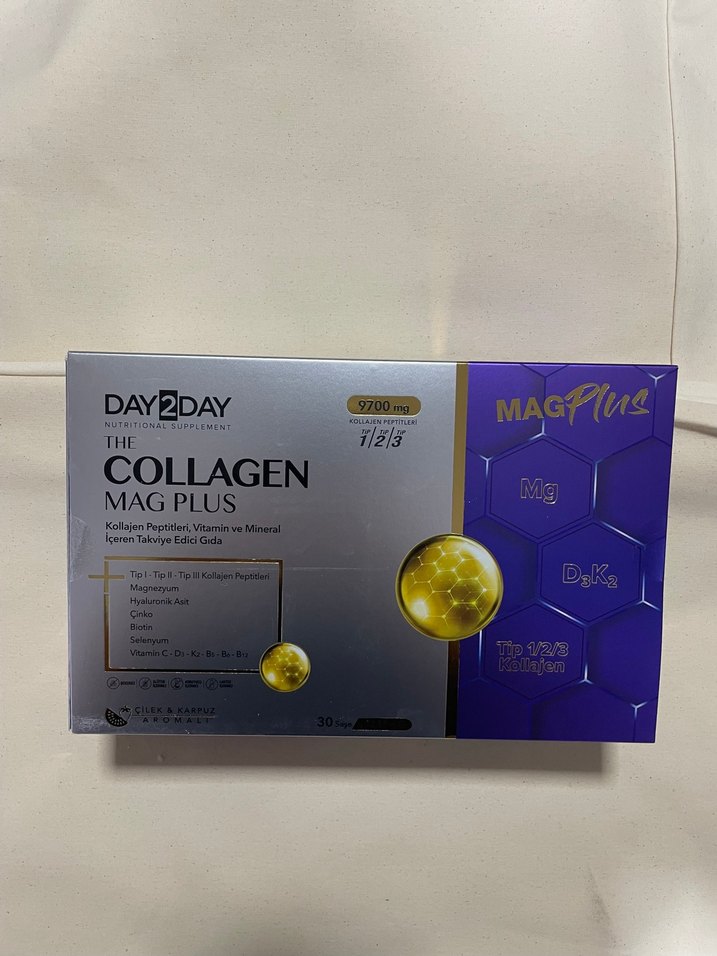 DAY2DAY
NUTRITIONAL SUPPLEMENT
THE
COLLAGEN
MAG PLUS
Kollajen Peptitleri, Vitamin ve Mineral
İçeren Takviye Edici Gıda
Tip I - Tip II - Tip III Kollajen Peptitleri
Magnezyum
Hyaluronik Asit
Çinko
Biotin
Selenyum
Vitamin C - D3 - K2 - B5 - B6 - B12
ÇİLEK & KARPUZ
AROMALI
9700 mg
KOLLAJEN PEPTİTLERİ
TİP TİP TİP
1/2/3
30 Saşe
MAGPlus
Mg
D3K2
Tip 1/2/3
Kollajen